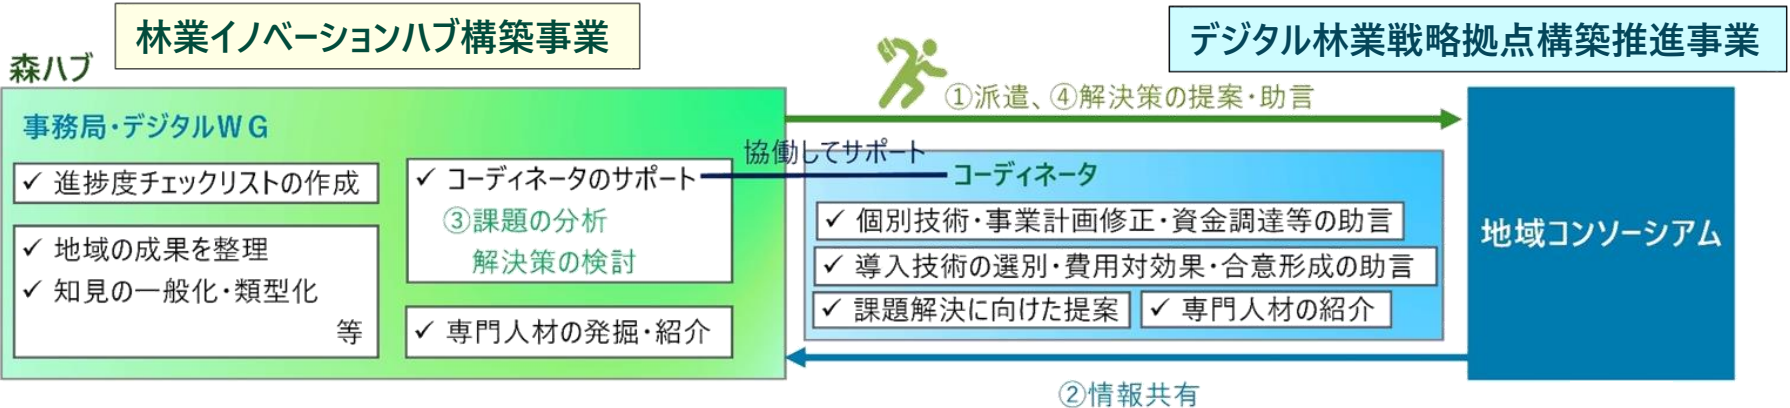 林業イノベーションハブ構築事業
デジタル林業戦略拠点構築推進事業
森ハブ
①派遣、④解決策の提案・助言
事務局・デジタルWG
✓ 進捗度チェックリストの作成
✓ 地域の成果を整理
✓ 知見の一般化・類型化
等
✓ コーディネータのサポート
③課題の分析
解決策の検討
✓ 専門人材の発掘・紹介
協働してサポート
コーディネータ
✓ 個別技術・事業計画修正・資金調達等の助言
✓ 導入技術の選別・費用対効果・合意形成の助言
✓ 課題解決に向けた提案
✓ 専門人材の紹介
地域コンソーシアム
②情報共有